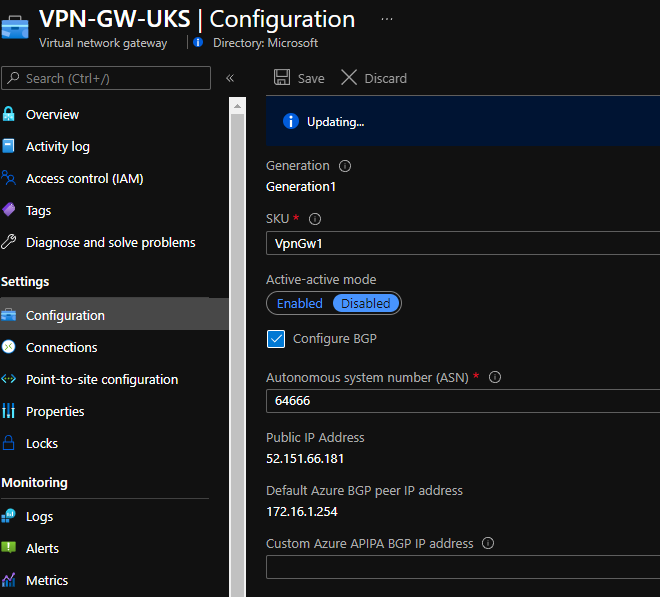 VPN-GW-UKS | Configuration ...
Virtual network gateway
Directory: Microsoft
Search (Ctrl+/)
«
Save
Discard
Overview
Activity log
Access control (IAM)
Tags
Diagnose and solve problems
Settings
Configuration
Connections
Point-to-site configuration
Properties
Locks
Monitoring
Logs
Alerts
Metrics
Updating...
Generation
Generation1
SKU *
VpnGw1
Active-active mode
Enabled Disabled
Configure BGP
Autonomous system number (ASN) *
64666
Public IP Address
52.151.66.181
Default Azure BGP peer IP address
172.16.1.254
Custom Azure APIPA BGP IP address